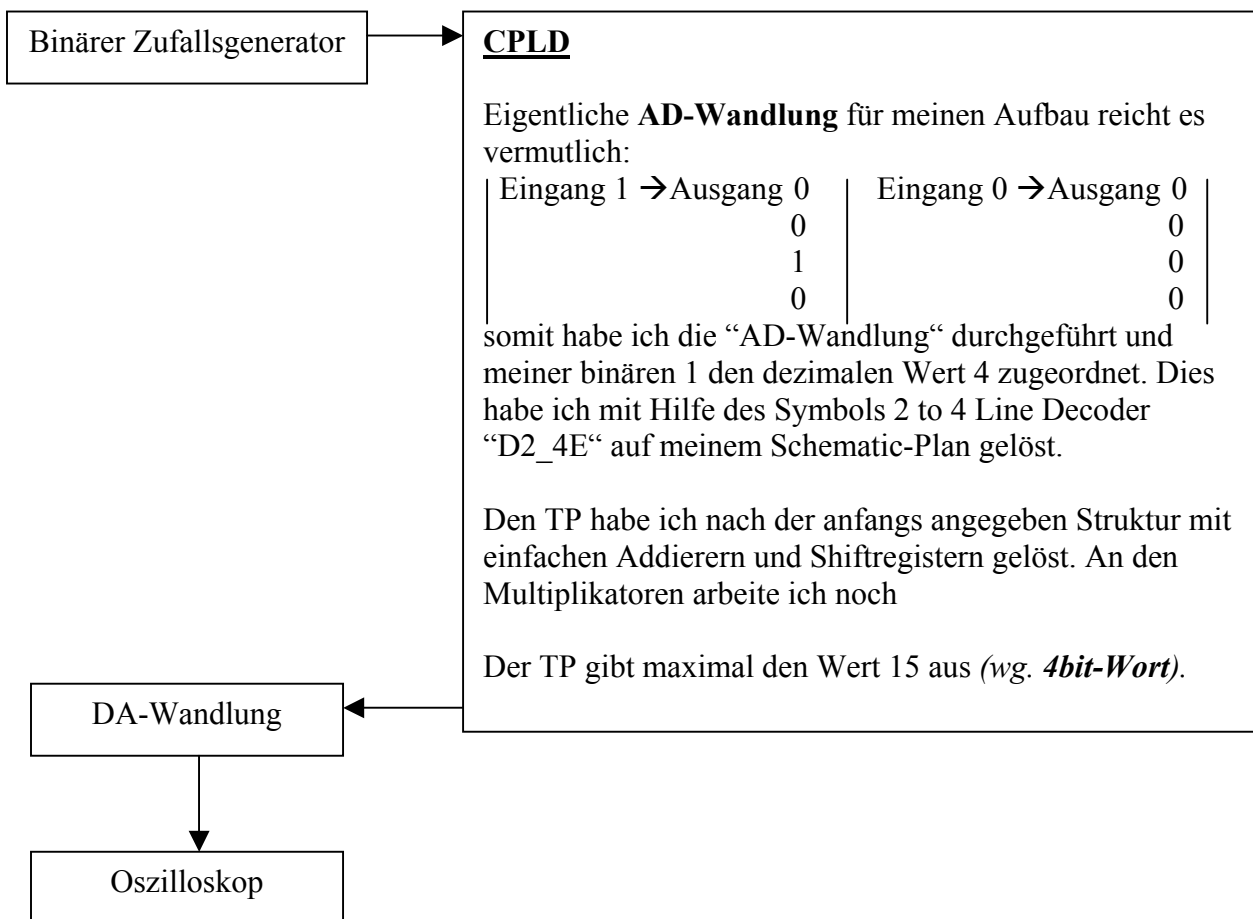 Binärer Zufallsgenerator
CPLD
Eigentliche AD-Wandlung für meinen Aufbau reicht es
vermutlich:
Eingang 1 →Ausgang 0 Eingang 0 →Ausgang 0
0 0
1 0
0 0
somit habe ich die “AD-Wandlung“ durchgeführt und
meiner binären 1 den dezimalen Wert 4 zugeordnet. Dies
habe ich mit Hilfe des Symbols 2 to 4 Line Decoder
“D2_4E“ auf meinem Schematic-Plan gelöst.
Den TP habe ich nach der anfangs angegeben Struktur mit
einfachen Addierern und Shiftregistern gelöst. An den
Multiplikatoren arbeite ich noch
Der TP gibt maximal den Wert 15 aus (wg. 4bit-Wort).
DA-Wandlung
Oszilloskop